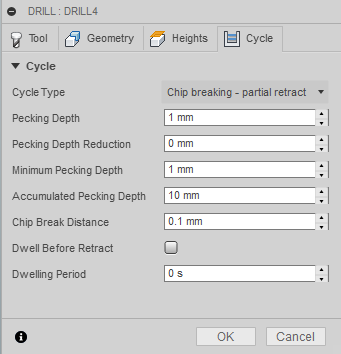 DRILL : DRILL4
Tool Geometry Heights Cycle
Cycle
Cycle Type Chip breaking - partial retract
Pecking Depth 1 mm
Pecking Depth Reduction 0 mm
Minimum Pecking Depth 1 mm
Accumulated Pecking Depth 10 mm
Chip Break Distance 0.1 mm
Dwell Before Retract
Dwelling Period 0 s
OK Cancel